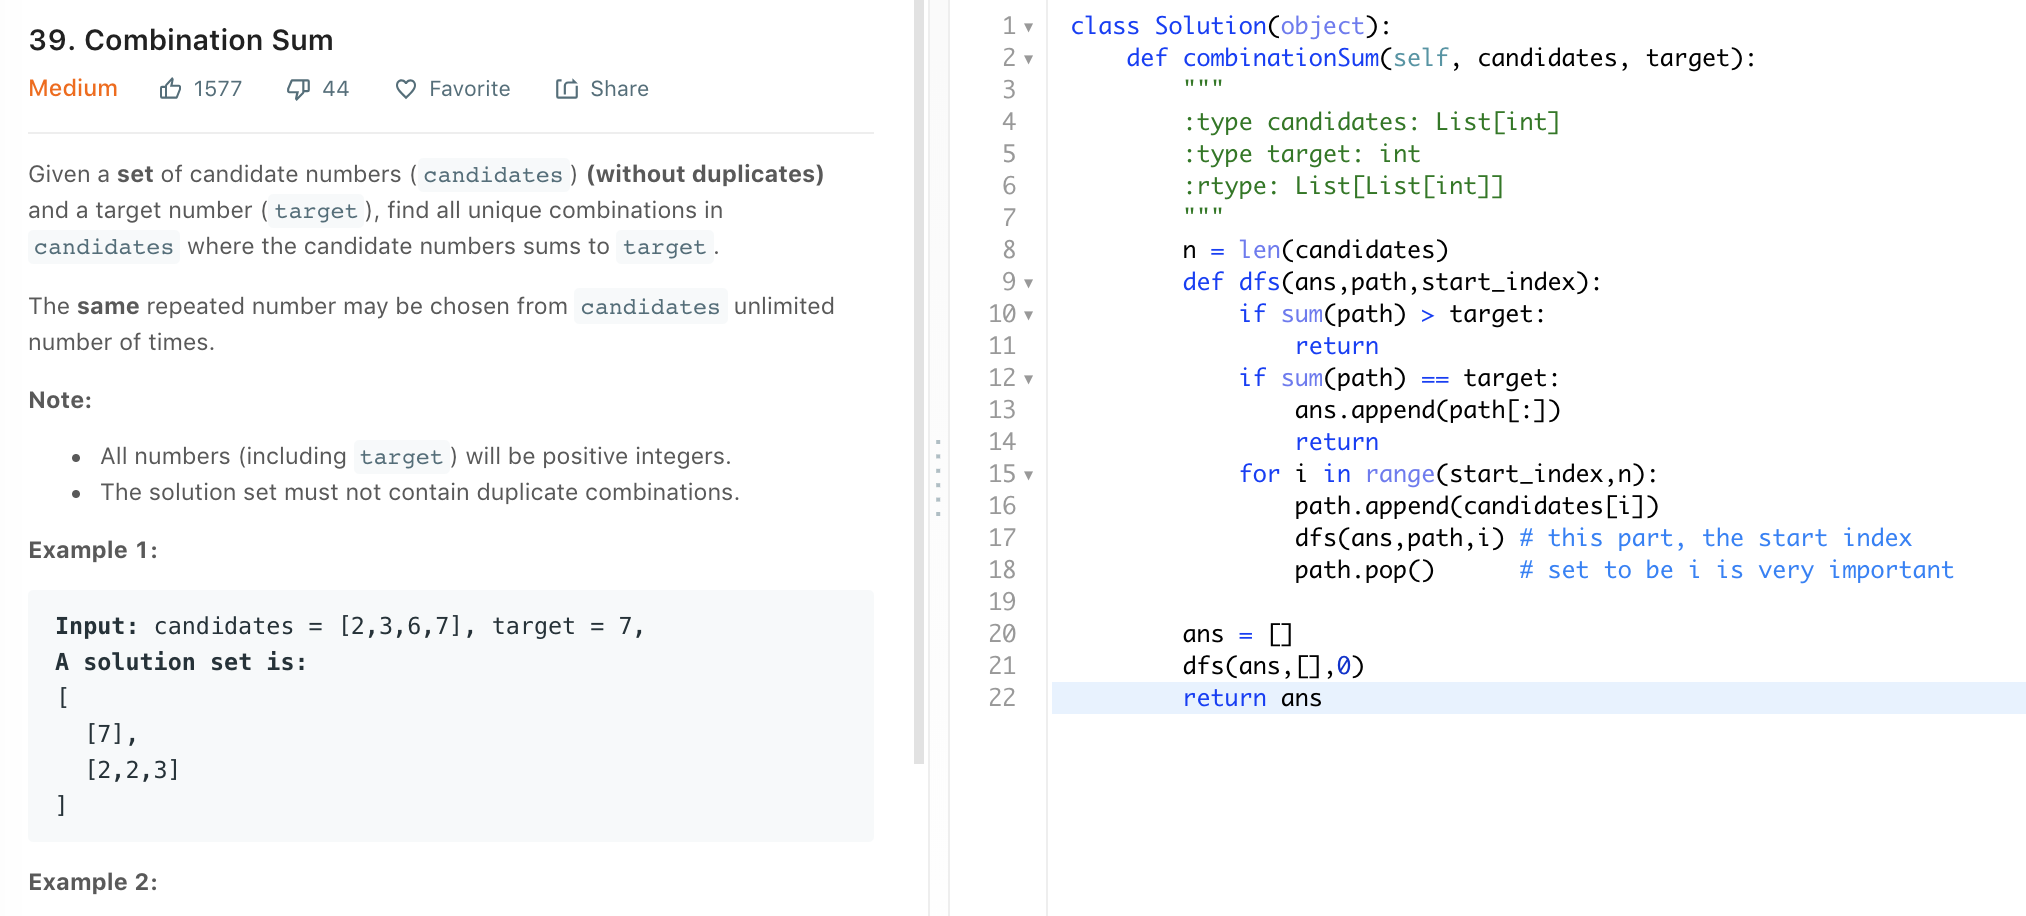 39. Combination Sum
Medium 1577 44 Favorite Share
Given a set of candidate numbers (candidates) (without duplicates)
and a target number (target), find all unique combinations in
candidates where the candidate numbers sums to target.
The same repeated number may be chosen from candidates unlimited
number of times.
Note:
• All numbers (including target) will be positive integers.
• The solution set must not contain duplicate combinations.
Example 1:
Input: candidates = [2,3,6,7], target = 7,
A solution set is:
[
  [7],
  [2,2,3]
]
Example 2:
1 class Solution(object):
2     def combinationSum(self, candidates, target):
3         """
4         :type candidates: List[int]
5         :type target: int
6         :rtype: List[List[int]]
7         """
8         n = len(candidates)
9         def dfs(ans,path,start_index):
10             if sum(path) > target:
11                 return
12             if sum(path) == target:
13                 ans.append(path[:])
14                 return
15             for i in range(start_index,n):
16                 path.append(candidates[i])
17                 dfs(ans,path,i) # this part, the start index
18                 path.pop()      # set to be i is very important
19
20         ans = []
21         dfs(ans,[],0)
22         return ans